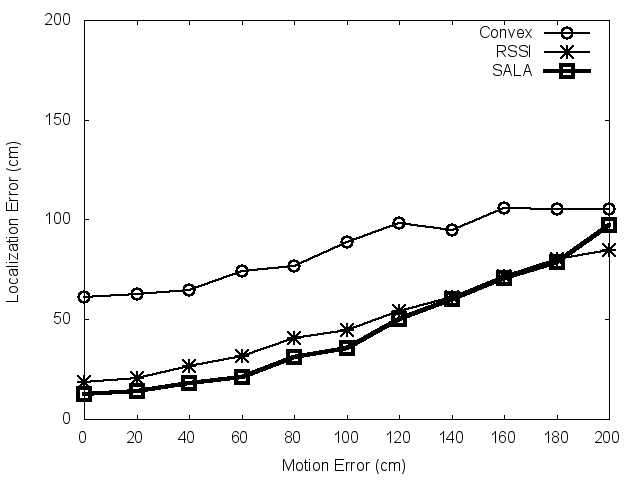 200
150
100
50
0
Localization Error (cm)
Convex
RSSI
SALA
0 20 40 60 80 100 120 140 160 180 200
Motion Error (cm)